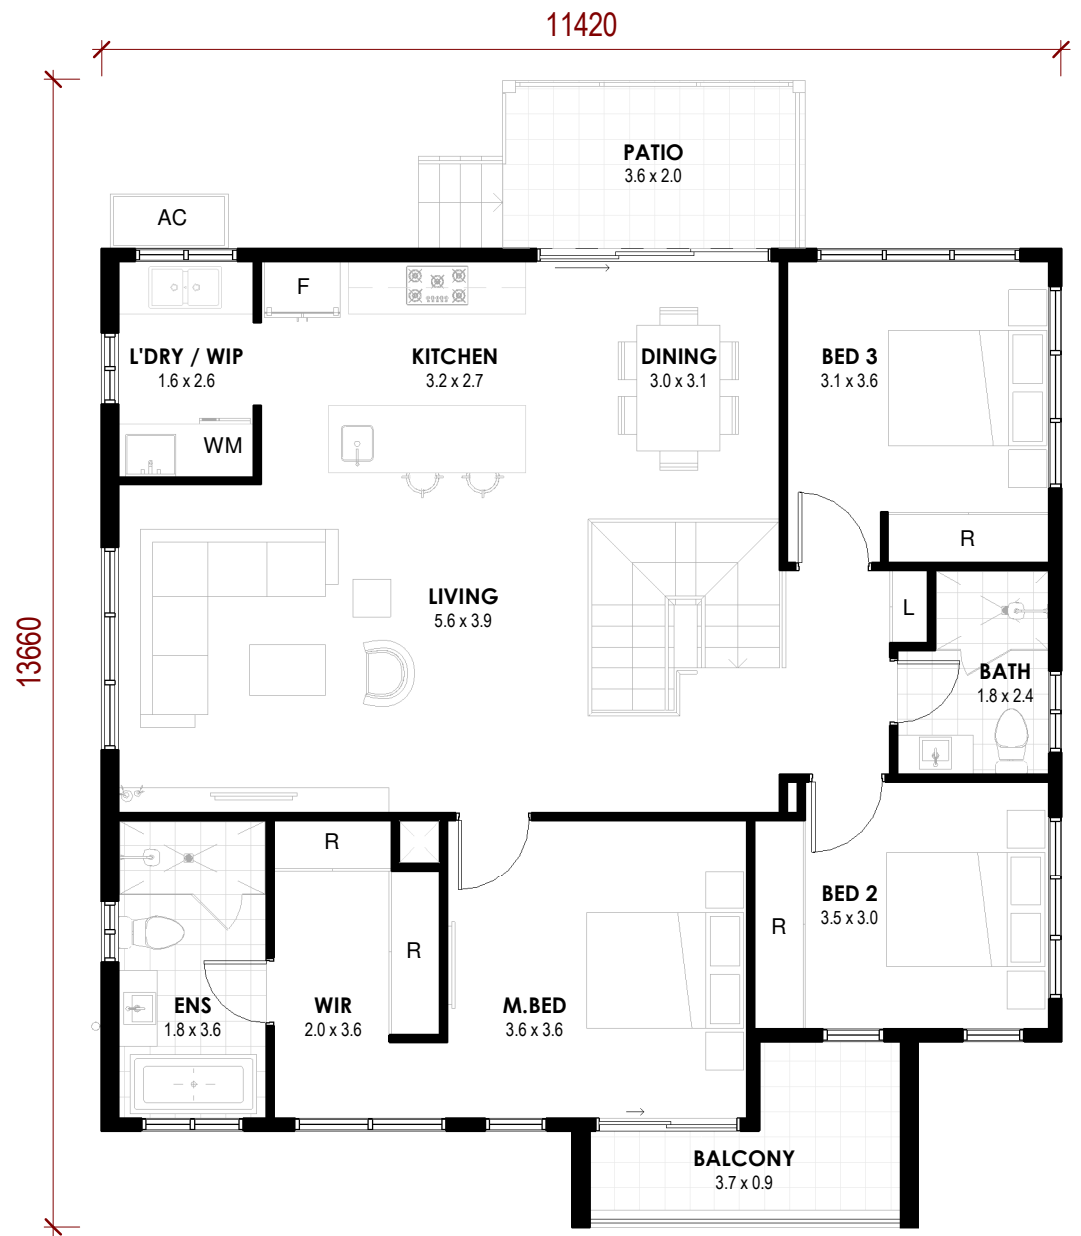 11420
13660
PATIO
3.6 x 2.0
AC
F
L'DRY / WIP
1.6 x 2.6
KITCHEN
3.2 x 2.7
DINING
3.0 x 3.1
BED 3
3.1 x 3.6
WM
R
LIVING
5.6 x 3.9
L
BATH
1.8 x 2.4
R
R
R
BED 2
3.5 x 3.0
ENS
1.8 x 3.6
WIR
2.0 x 3.6
M.BED
3.6 x 3.6
BALCONY
3.7 x 0.9